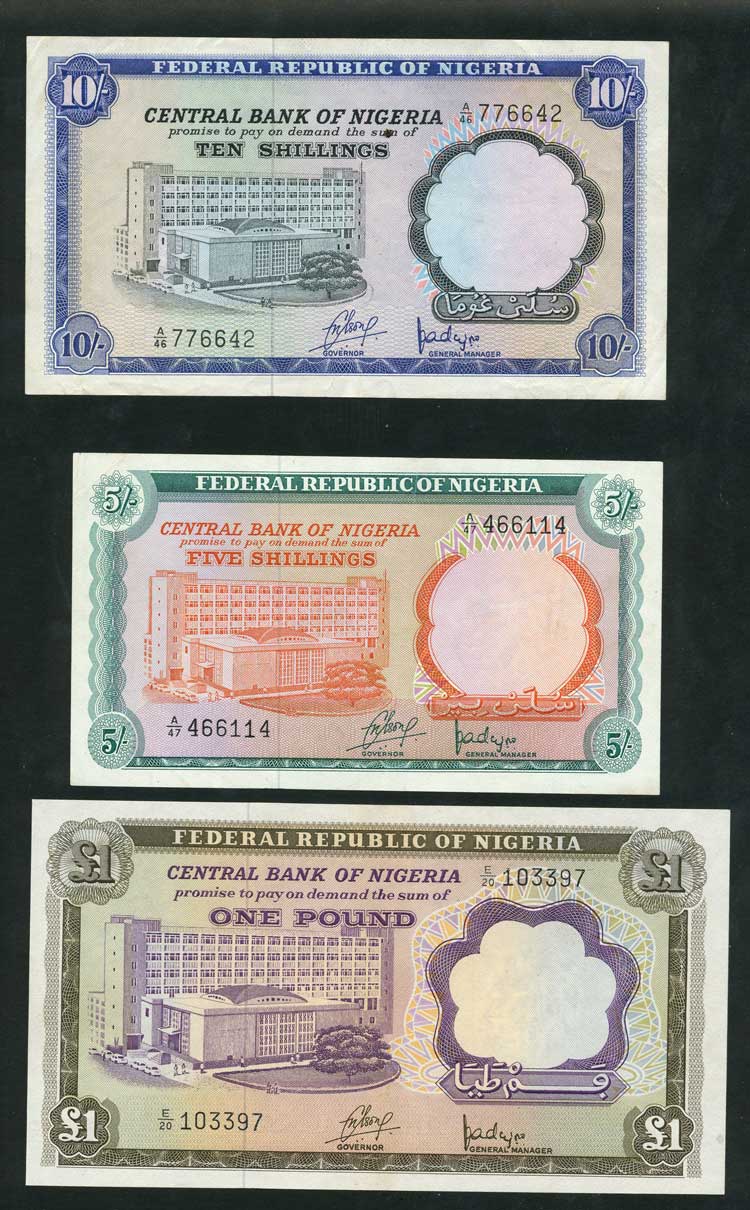 FEDERAL REPUBLIC OF NIGERIA
10/- 10/-
CENTRAL BANK OF NIGERIA A/46 776642
promise to pay on demand the sum of
TEN SHILLINGS
سُلَىٰ غُومَا
A/46 776642
GOVERNOR GENERAL MANAGER
10/- 10/-
FEDERAL REPUBLIC OF NIGERIA
5/- 5/-
CENTRAL BANK OF NIGERIA A/47 466114
promise to pay on demand the sum of
FIVE SHILLINGS
سُلَىٰ بِيَرْ
A/47 466114
GOVERNOR GENERAL MANAGER
5/- 5/-
FEDERAL REPUBLIC OF NIGERIA
£1 £1
CENTRAL BANK OF NIGERIA E/20 103397
promise to pay on demand the sum of
ONE POUND
فَمْ طَيَا
E/20 103397
GOVERNOR GENERAL MANAGER
£1 £1